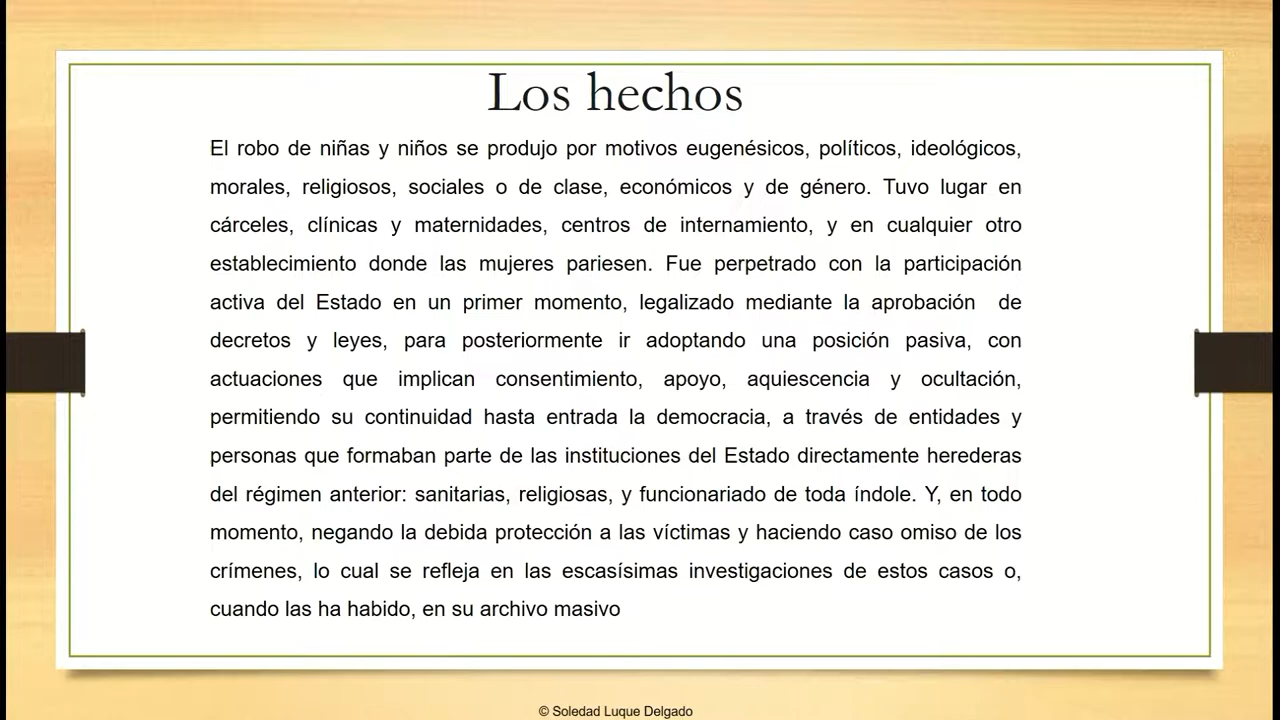 Los hechos
El robo de niñas y niños se produjo por motivos eugenésicos, políticos, ideológicos,
morales, religiosos, sociales o de clase, económicos y de género. Tuvo lugar en
cárceles, clínicas y maternidades, centros de internamiento, y en cualquier otro
establecimiento donde las mujeres pariesen. Fue perpetrado con la participación
activa del Estado en un primer momento, legalizado mediante la aprobación de
decretos y leyes, para posteriormente ir adoptando una posición pasiva, con
actuaciones que implican consentimiento, apoyo, aquiescencia y ocultación,
permitiendo su continuidad hasta entrada la democracia, a través de entidades y
personas que formaban parte de las instituciones del Estado directamente herederas
del régimen anterior: sanitarias, religiosas, y funcionariado de toda índole. Y, en todo
momento, negando la debida protección a las víctimas y haciendo caso omiso de los
crímenes, lo cual se refleja en las escasísimas investigaciones de estos casos o,
cuando las ha habido, en su archivo masivo
© Soledad Luque Delgado